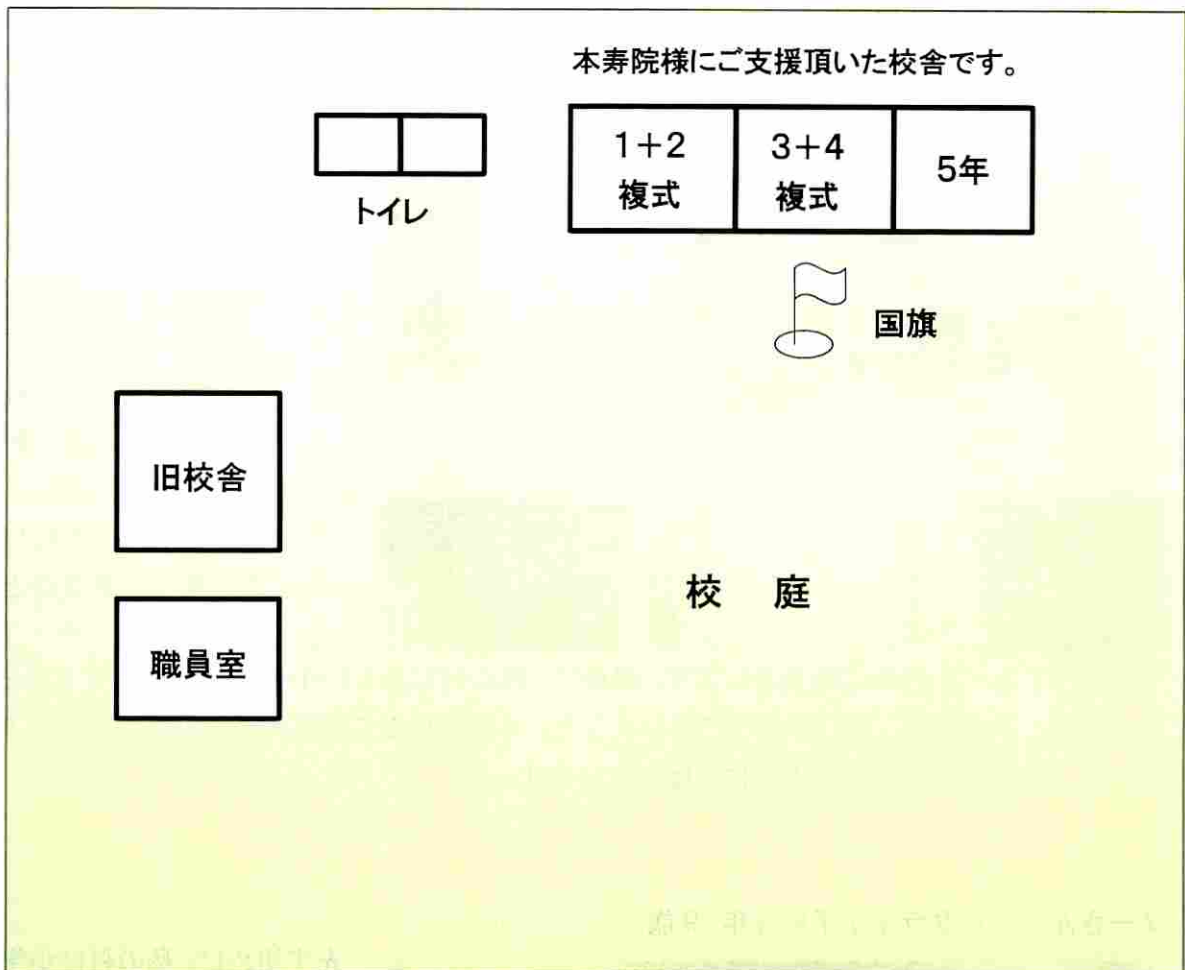 本寿院様にご支援頂いた校舎です。
1+2
複式
3+4
複式
5年
トイレ
国旗
旧校舎
校 庭
職員室